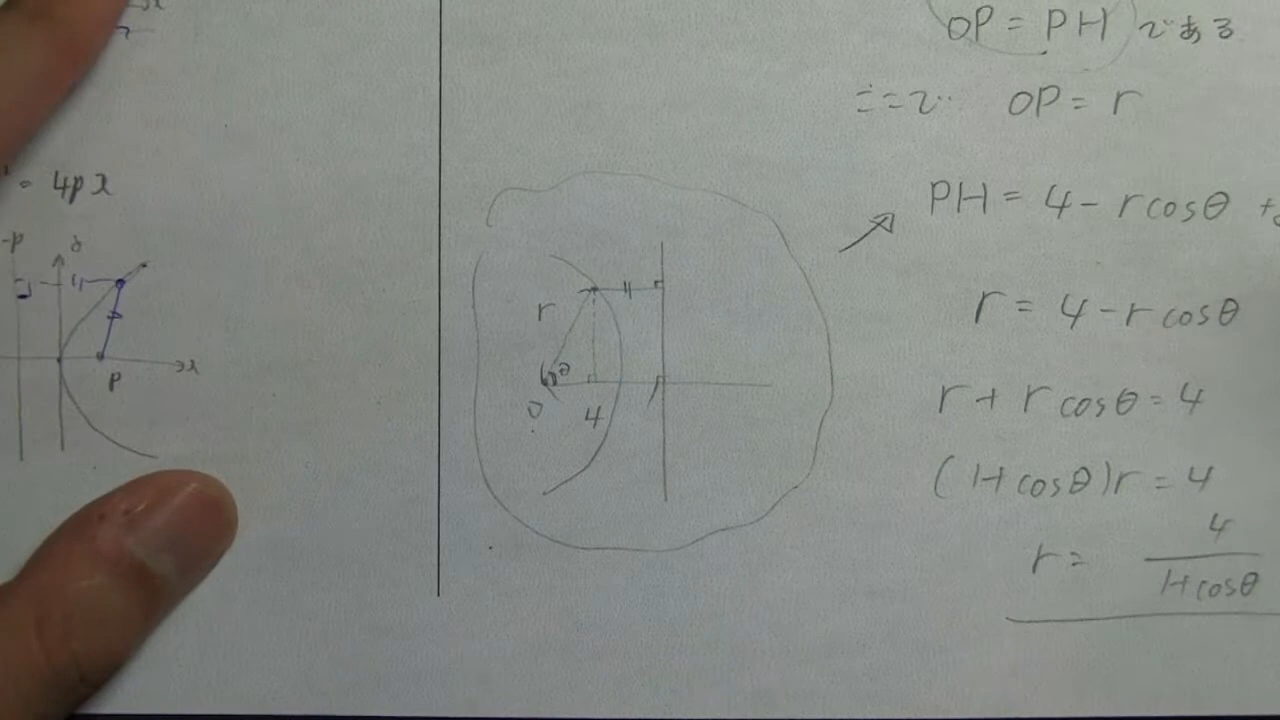 = 4px
-p
y
x
p
r
θ
O
4
OP = PH である
ここで OP = r
PH = 4 - r cosθ
r = 4 - r cosθ
r + r cosθ = 4
(1+cosθ)r = 4
r = 4
1+cosθ